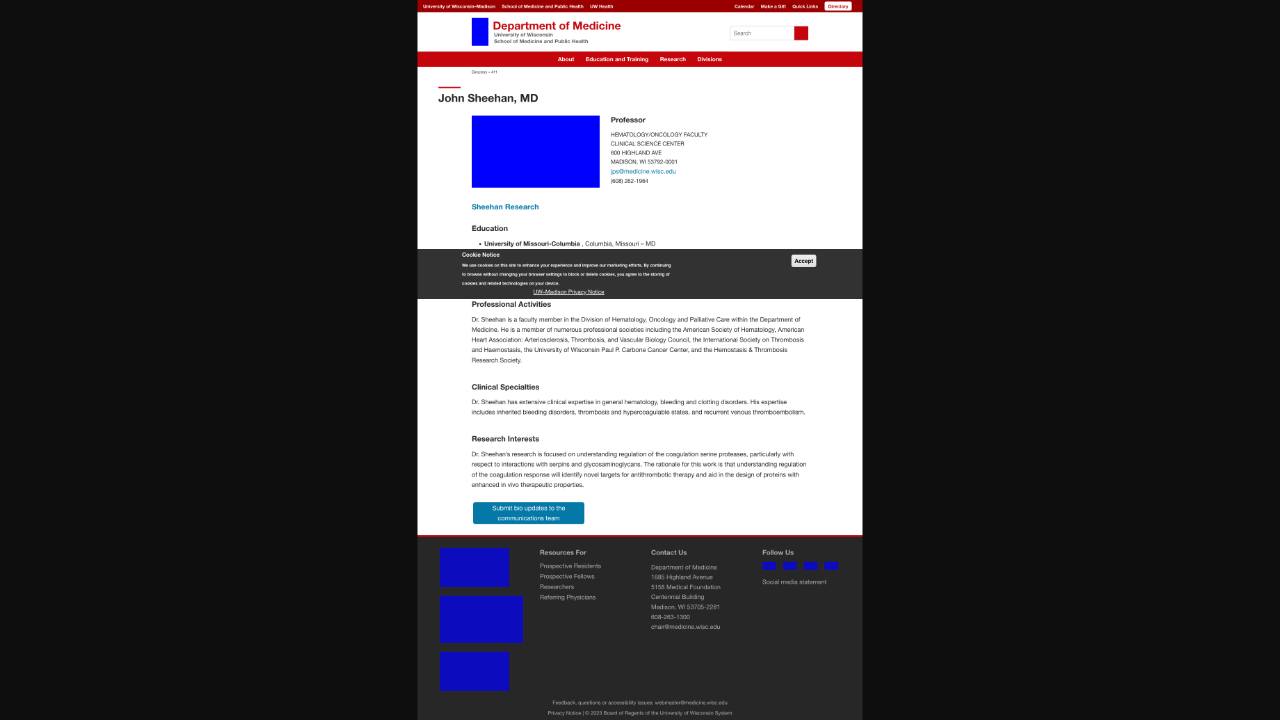 University of Wisconsin–Madison School of Medicine and Public Health UW Health Calendar Make a Gift Quick Links Directory
Department of Medicine
University of Wisconsin
School of Medicine and Public Health
Search
About Education and Training Research Divisions
John Sheehan, MD
Professor
HEMATOLOGY/ONCOLOGY FACULTY
CLINICAL SCIENCE CENTER
600 HIGHLAND AVE
MADISON, WI 53792-0001
jps@medicine.wisc.edu
(608) 262-1964
Sheehan Research
Education
• University of Missouri-Columbia , Columbia, Missouri – MD
Cookie Notice
We use cookies on this site to enhance your experience and improve our marketing efforts. By continuing
to browse without changing your browser settings to block or delete cookies, you agree to the storing of
cookies and related technologies on your device.
UW–Madison Privacy Notice
Accept
Professional Activities
Dr. Sheehan is a faculty member in the Division of Hematology, Oncology and Palliative Care within the Department of
Medicine. He is a member of numerous professional societies including the American Society of Hematology, American
Heart Association: Arteriosclerosis, Thrombosis, and Vascular Biology Council, the International Society on Thrombosis
and Haemostasis, the University of Wisconsin Paul P. Carbone Cancer Center, and the Hemostasis & Thrombosis
Research Society.
Clinical Specialties
Dr. Sheehan has extensive clinical expertise in general hematology, bleeding and clotting disorders. His expertise
includes inherited bleeding disorders, thrombosis and hypercoagulable states, and recurrent venous thromboembolism.
Research Interests
Dr. Sheehan's research is focused on understanding regulation of the coagulation serine proteases, particularly with
respect to interactions with serpins and glycosaminoglycans. The rationale for this work is that understanding regulation
of the coagulation response will identify novel targets for antithrombotic therapy and aid in the design of proteins with
enhanced in vivo therapeutic properties.
Submit bio updates to the
communications team
Resources For
Prospective Residents
Prospective Fellows
Researchers
Referring Physicians
Contact Us
Department of Medicine
1685 Highland Avenue
5158 Medical Foundation
Centennial Building
Madison, WI 53705-2281
608-263-1300
chair@medicine.wisc.edu
Follow Us
Social media statement
Feedback, questions or accessibility issues: webmaster@medicine.wisc.edu
Privacy Notice | © 2023 Board of Regents of the University of Wisconsin System